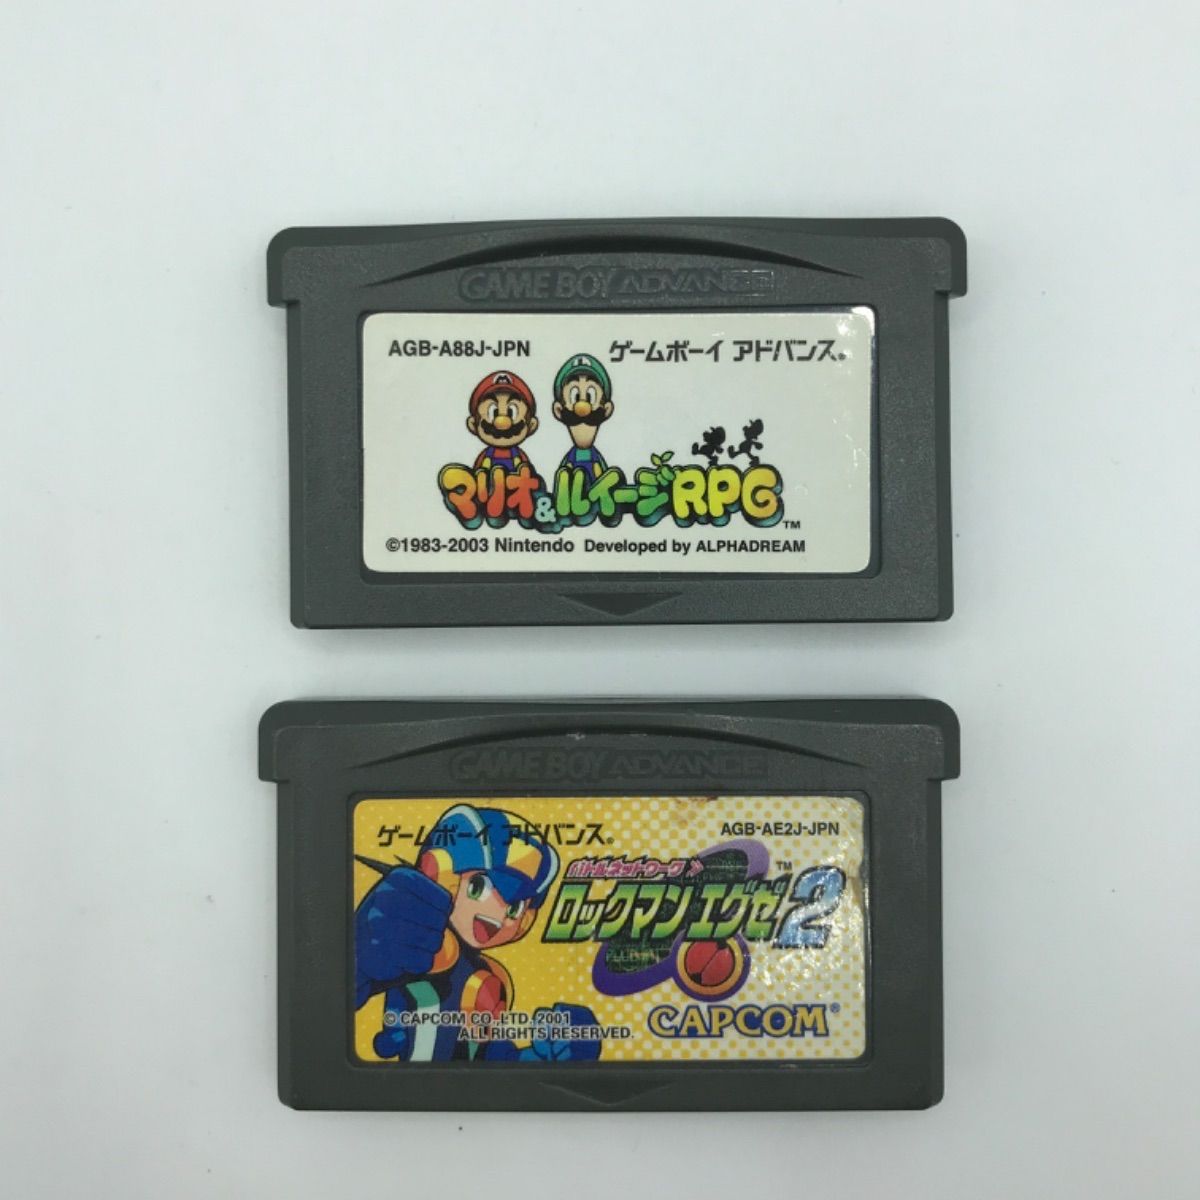 GAME BOY ADVANCE
AGB-A88J-JPN ゲームボーイ アドバンス®
マリオ&ルイージRPG™
©1983-2003 Nintendo Developed by ALPHADREAM
GAME BOY ADVANCE
ゲームボーイ アドバンス® AGB-AE2J-JPN
バトルネットワーク
ロックマン エグゼ2™
© CAPCOM CO.,LTD. 2001
ALL RIGHTS RESERVED.
CAPCOM®